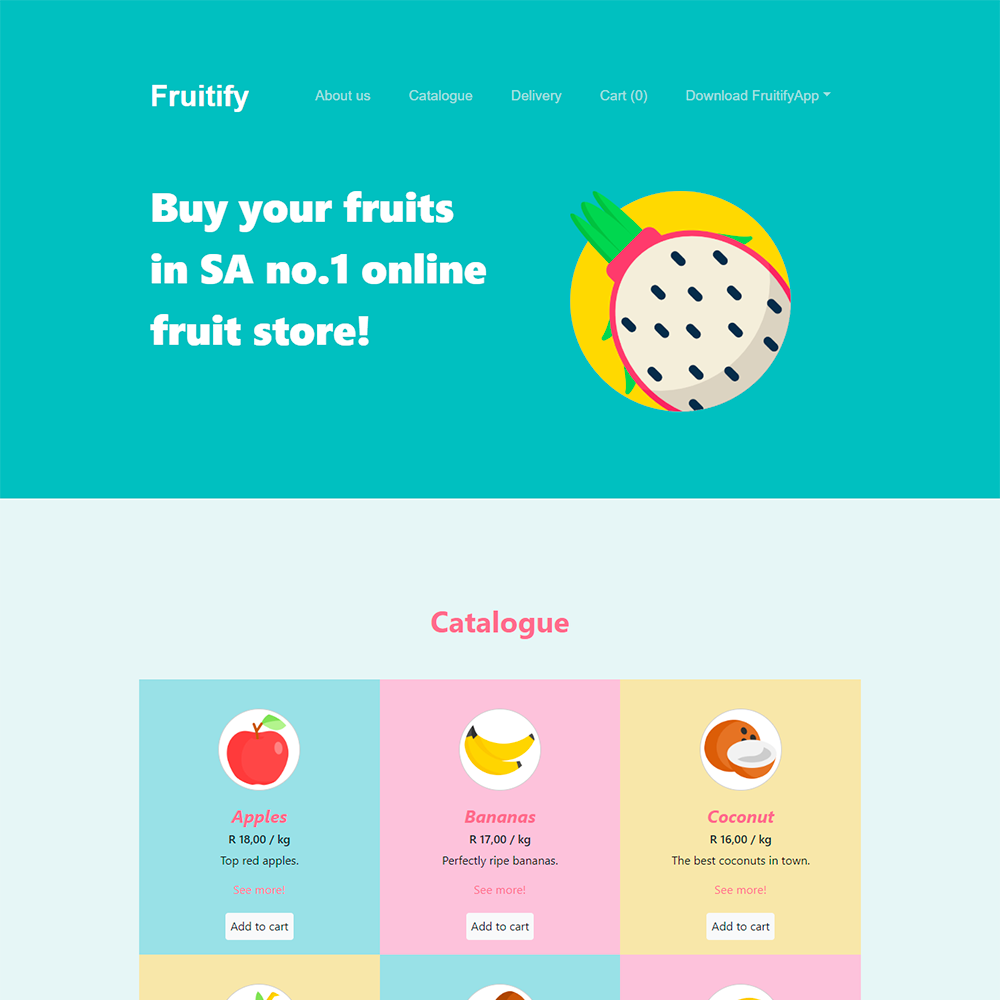 Fruitify
About us Catalogue Delivery Cart (0) Download FruitifyApp
Buy your fruits
in SA no.1 online
fruit store!
Catalogue
Apples
R 18,00 / kg
Top red apples.
See more!
Add to cart
Bananas
R 17,00 / kg
Perfectly ripe bananas.
See more!
Add to cart
Coconut
R 16,00 / kg
The best coconuts in town.
See more!
Add to cart